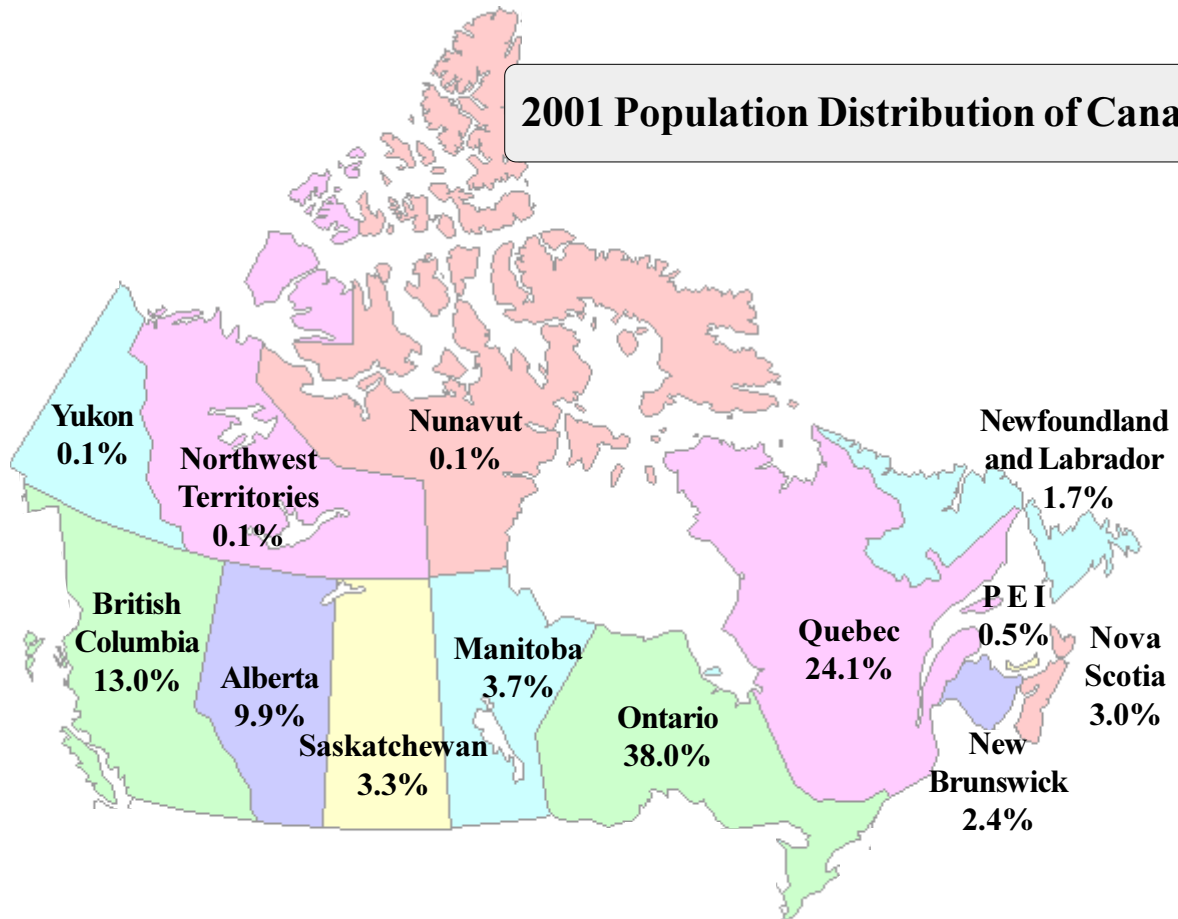 2001 Population Distribution of Cana
Yukon
0.1%
Northwest
Territories
0.1%
Nunavut
0.1%
Newfoundland
and Labrador
1.7%
British
Columbia
13.0%
Alberta
9.9%
Saskatchewan
3.3%
Manitoba
3.7%
Ontario
38.0%
Quebec
24.1%
P E I
0.5%
Nova
Scotia
3.0%
New
Brunswick
2.4%